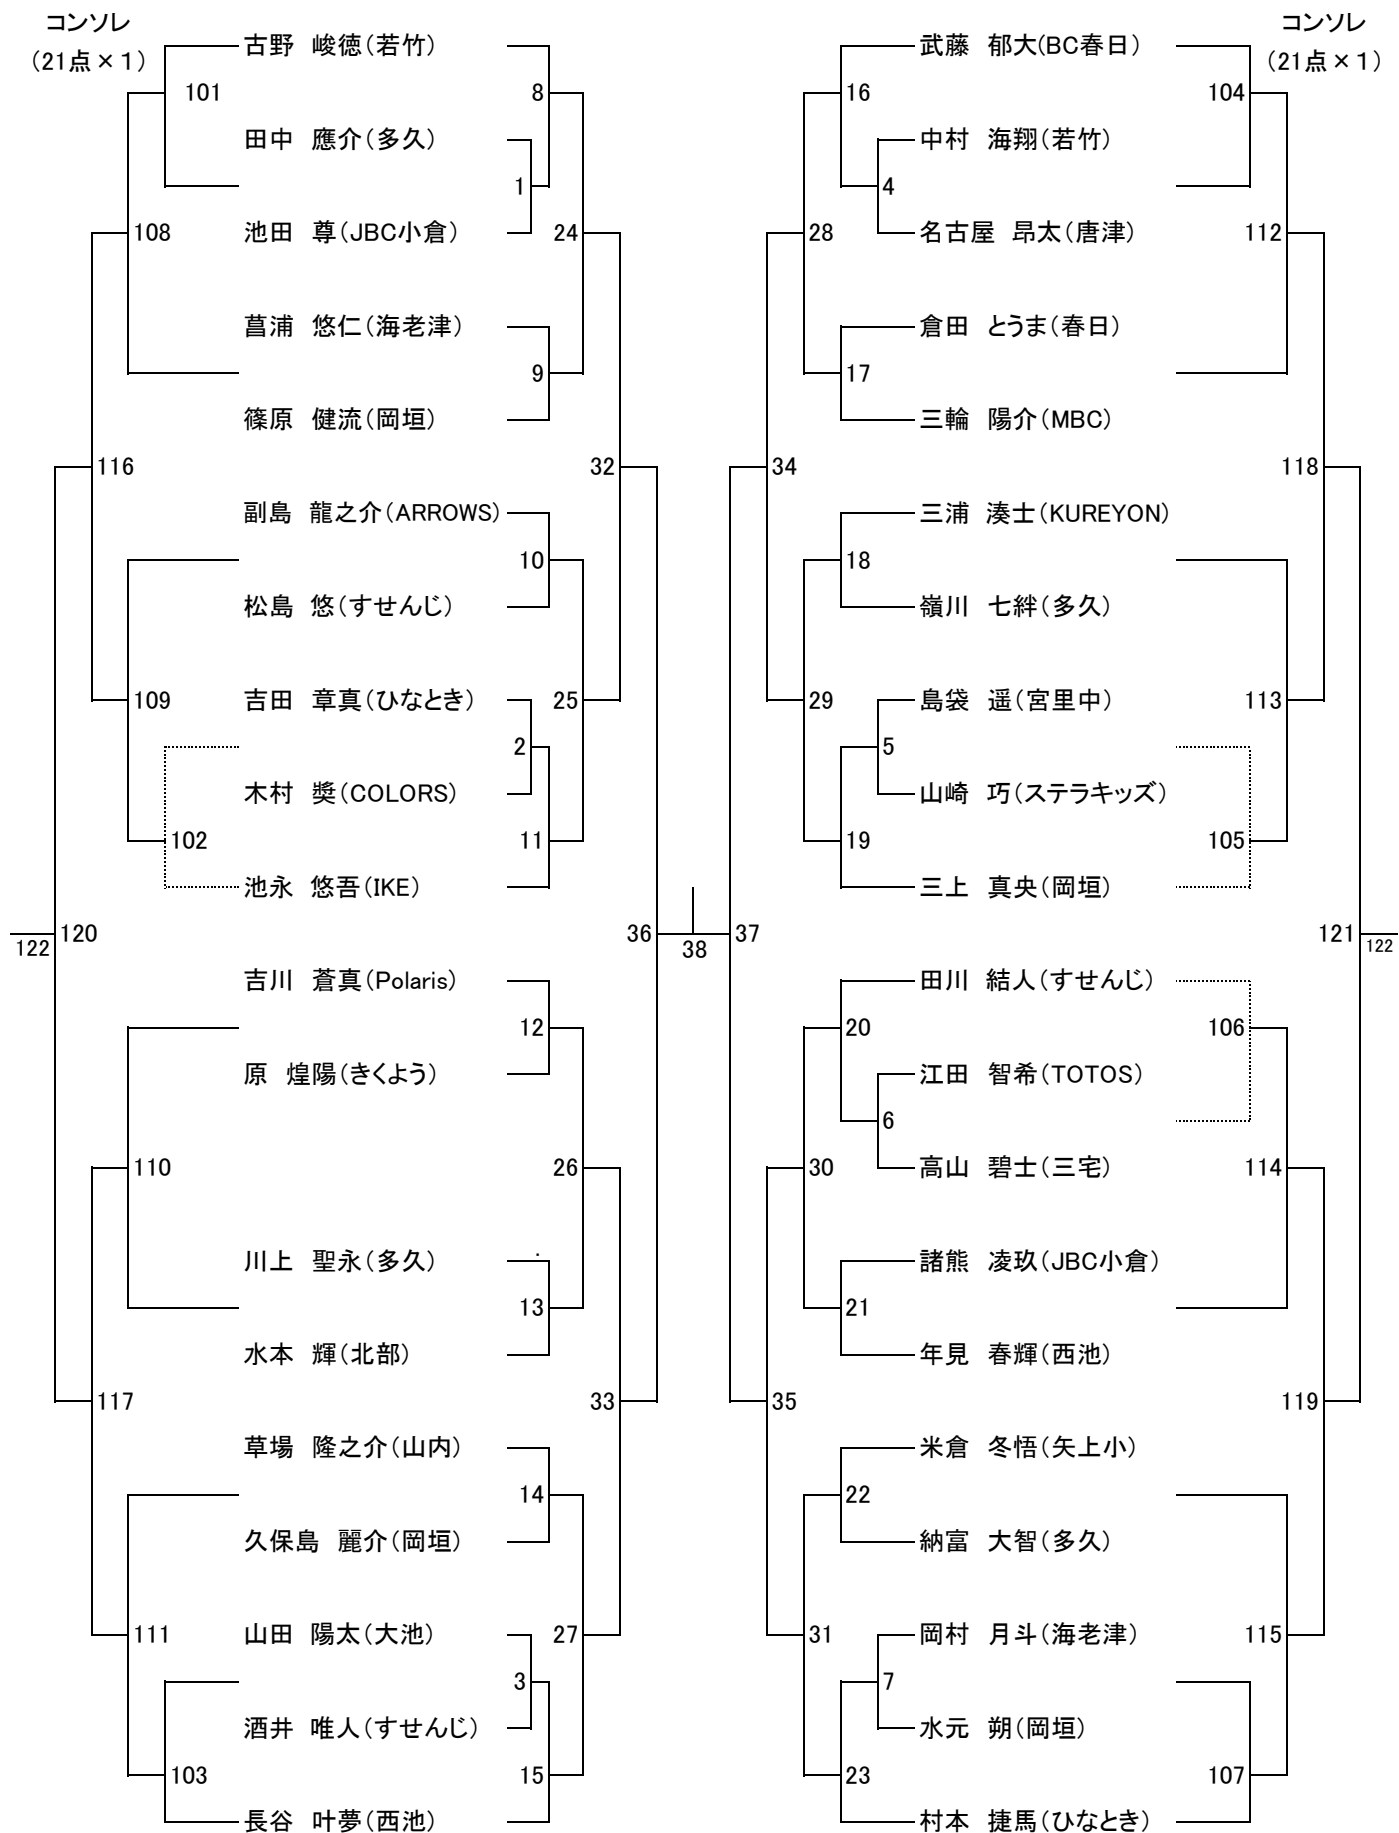 コンソレ
（21点×１）
コンソレ
（21点×１）
古野　峻徳（若竹）
101
8
田中　應介（多久）
1
108
池田　尊（JBC小倉）
24
菖浦　悠仁（海老津）
9
篠原　健流（岡垣）
116
32
副島　龍之介（ARROWS）
10
松島　悠（すせんじ）
109
吉田　章真（ひなとき）
25
2
木村　奬（COLORS）
102
11
池永　悠吾（IKE）
122
120
36
38
吉川　蒼真（Polaris）
12
原　煌陽（きくよう）
110
26
川上　聖永（多久）
13
水本　輝（北部）
117
33
草場　隆之介（山内）
14
久保島　麗介（岡垣）
111
山田　陽太（大池）
27
3
酒井　唯人（すせんじ）
103
15
長谷　叶夢（西池）
武藤　郁大（BC春日）
16
104
中村　海翔（若竹）
4
28
名古屋　昂太（唐津）
112
倉田　とうま（春日）
17
三輪　陽介（MBC）
34
118
三浦　湊士（KUREYON）
18
嶺川　七絆（多久）
29
島袋　遥（宮里中）
113
5
山崎　巧（ステラキッズ）
19
105
三上　真央（岡垣）
37
121
122
田川　結人（すせんじ）
20
106
江田　智希（TOTOS）
6
30
高山　碧士（三宅）
114
諸熊　凌玖（JBC小倉）
21
年見　春輝（西池）
35
119
米倉　冬悟（矢上小）
22
納富　大智（多久）
31
岡村　月斗（海老津）
115
7
水元　朔（岡垣）
23
107
村本　捷馬（ひなとき）